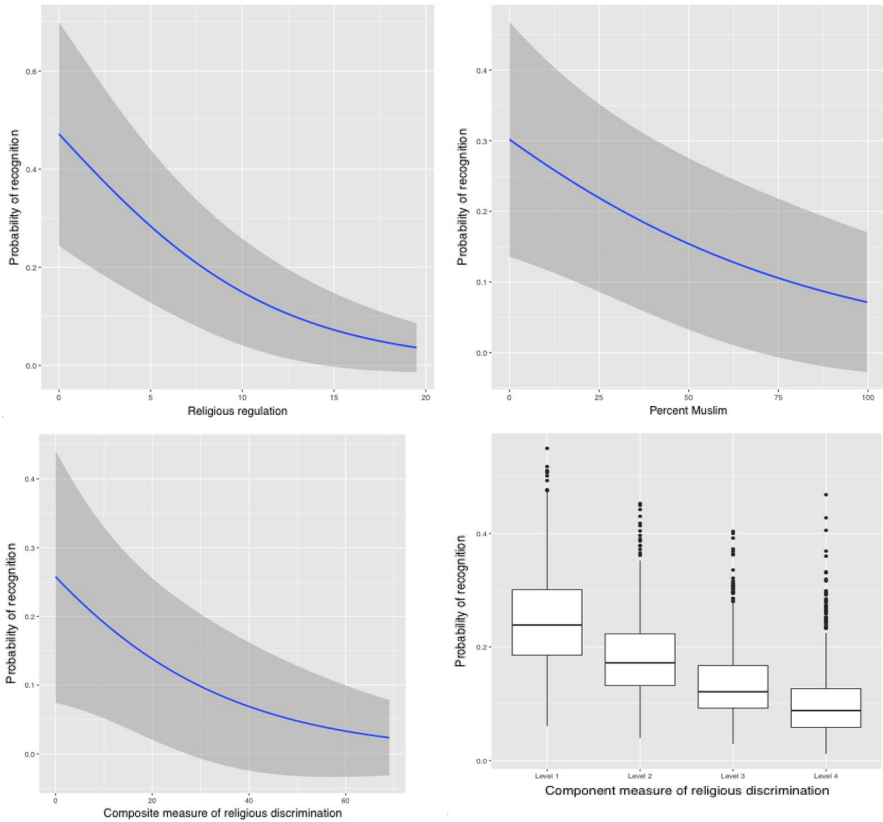 Probability of recognition
0.6
0.4
0.2
0.0
0
5
10
15
20
Religious regulation
Probability of recognition
0.4
0.3
0.2
0.1
0.0
0
25
50
75
100
Percent Muslim
Probability of recognition
0.4
0.3
0.2
0.1
0.0
0
20
40
60
Composite measure of religious discrimination
Probability of recognition
0.4
0.2
0.0
Level 1
Level 2
Level 3
Level 4
Component measure of religious discrimination